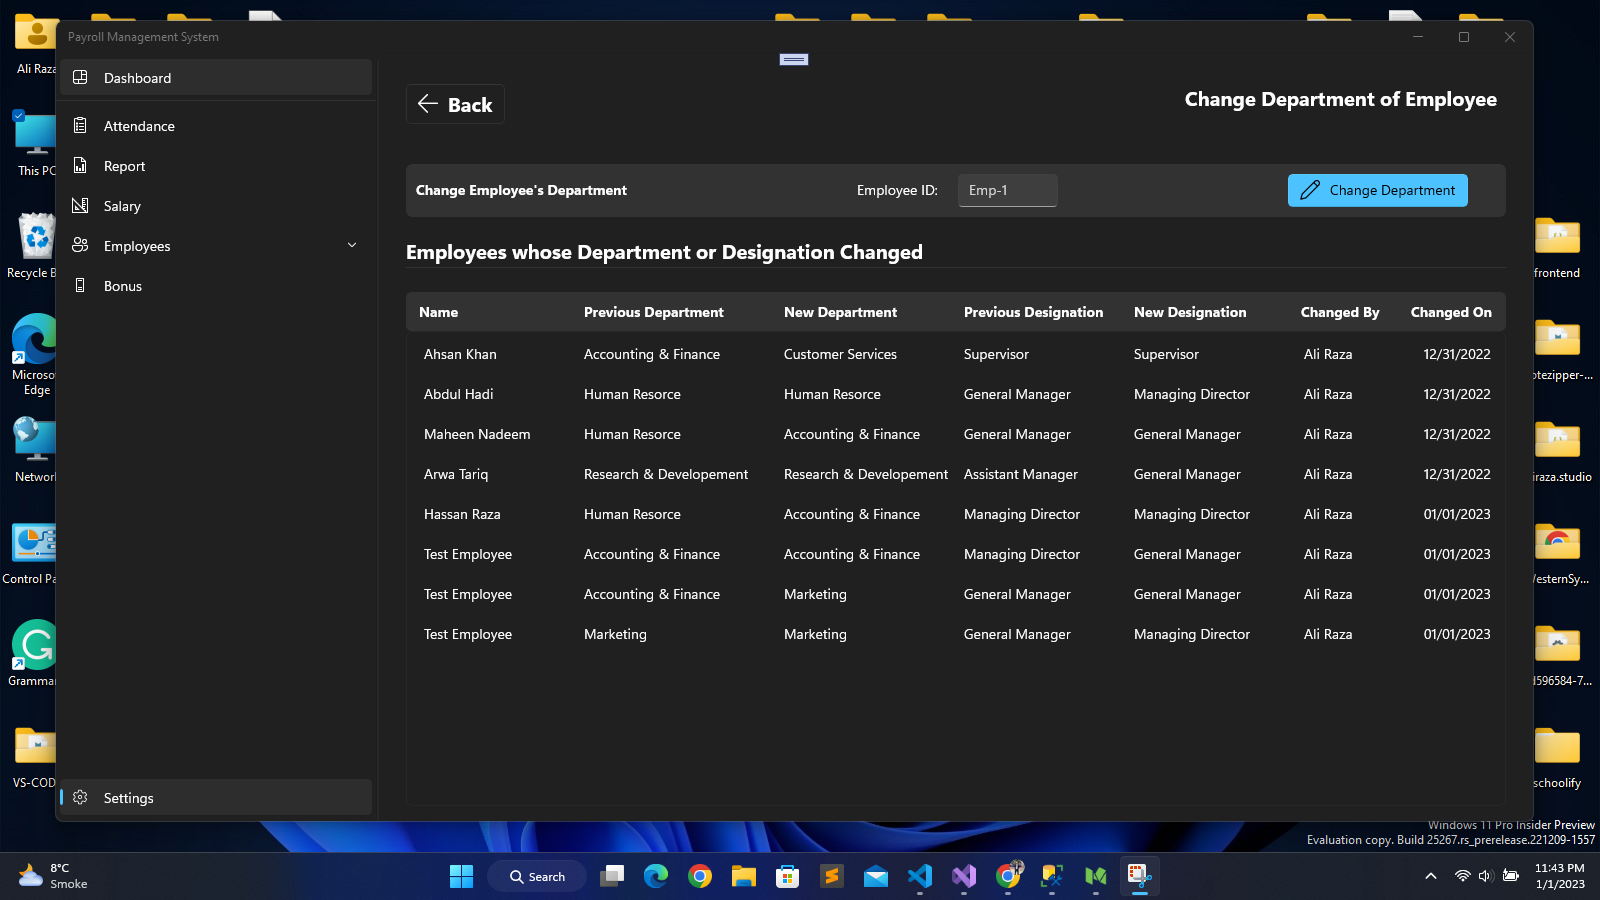 Payroll Management System
Dashboard
Attendance
Report
Salary
Employees
Bonus
Settings
Back
Change Department of Employee
Change Employee's Department
Employee ID:
Emp-1
Change Department
Employees whose Department or Designation Changed
Name Previous Department New Department Previous Designation New Designation Changed By Changed On
Ahsan Khan Accounting & Finance Customer Services Supervisor Supervisor Ali Raza 12/31/2022
Abdul Hadi Human Resorce Human Resorce General Manager Managing Director Ali Raza 12/31/2022
Maheen Nadeem Human Resorce Accounting & Finance General Manager General Manager Ali Raza 12/31/2022
Arwa Tariq Research & Developement Research & Developement Assistant Manager General Manager Ali Raza 12/31/2022
Hassan Raza Human Resorce Accounting & Finance Managing Director Managing Director Ali Raza 01/01/2023
Test Employee Accounting & Finance Accounting & Finance Managing Director General Manager Ali Raza 01/01/2023
Test Employee Accounting & Finance Marketing General Manager General Manager Ali Raza 01/01/2023
Test Employee Marketing Marketing General Manager Managing Director Ali Raza 01/01/2023
Ali Raza
This PC
Recycle B
Microso
Edge
Networ
Control Pa
Gramma
VS-COD
frontend
otezipper-...
iraza.studio
esternSy...
596584-7...
schoolify
Windows 11 Pro Insider Preview
Evaluation copy. Build 25267.rs_prerelease.221209-1557
8°C
Smoke
Search
11:43 PM
1/1/2023